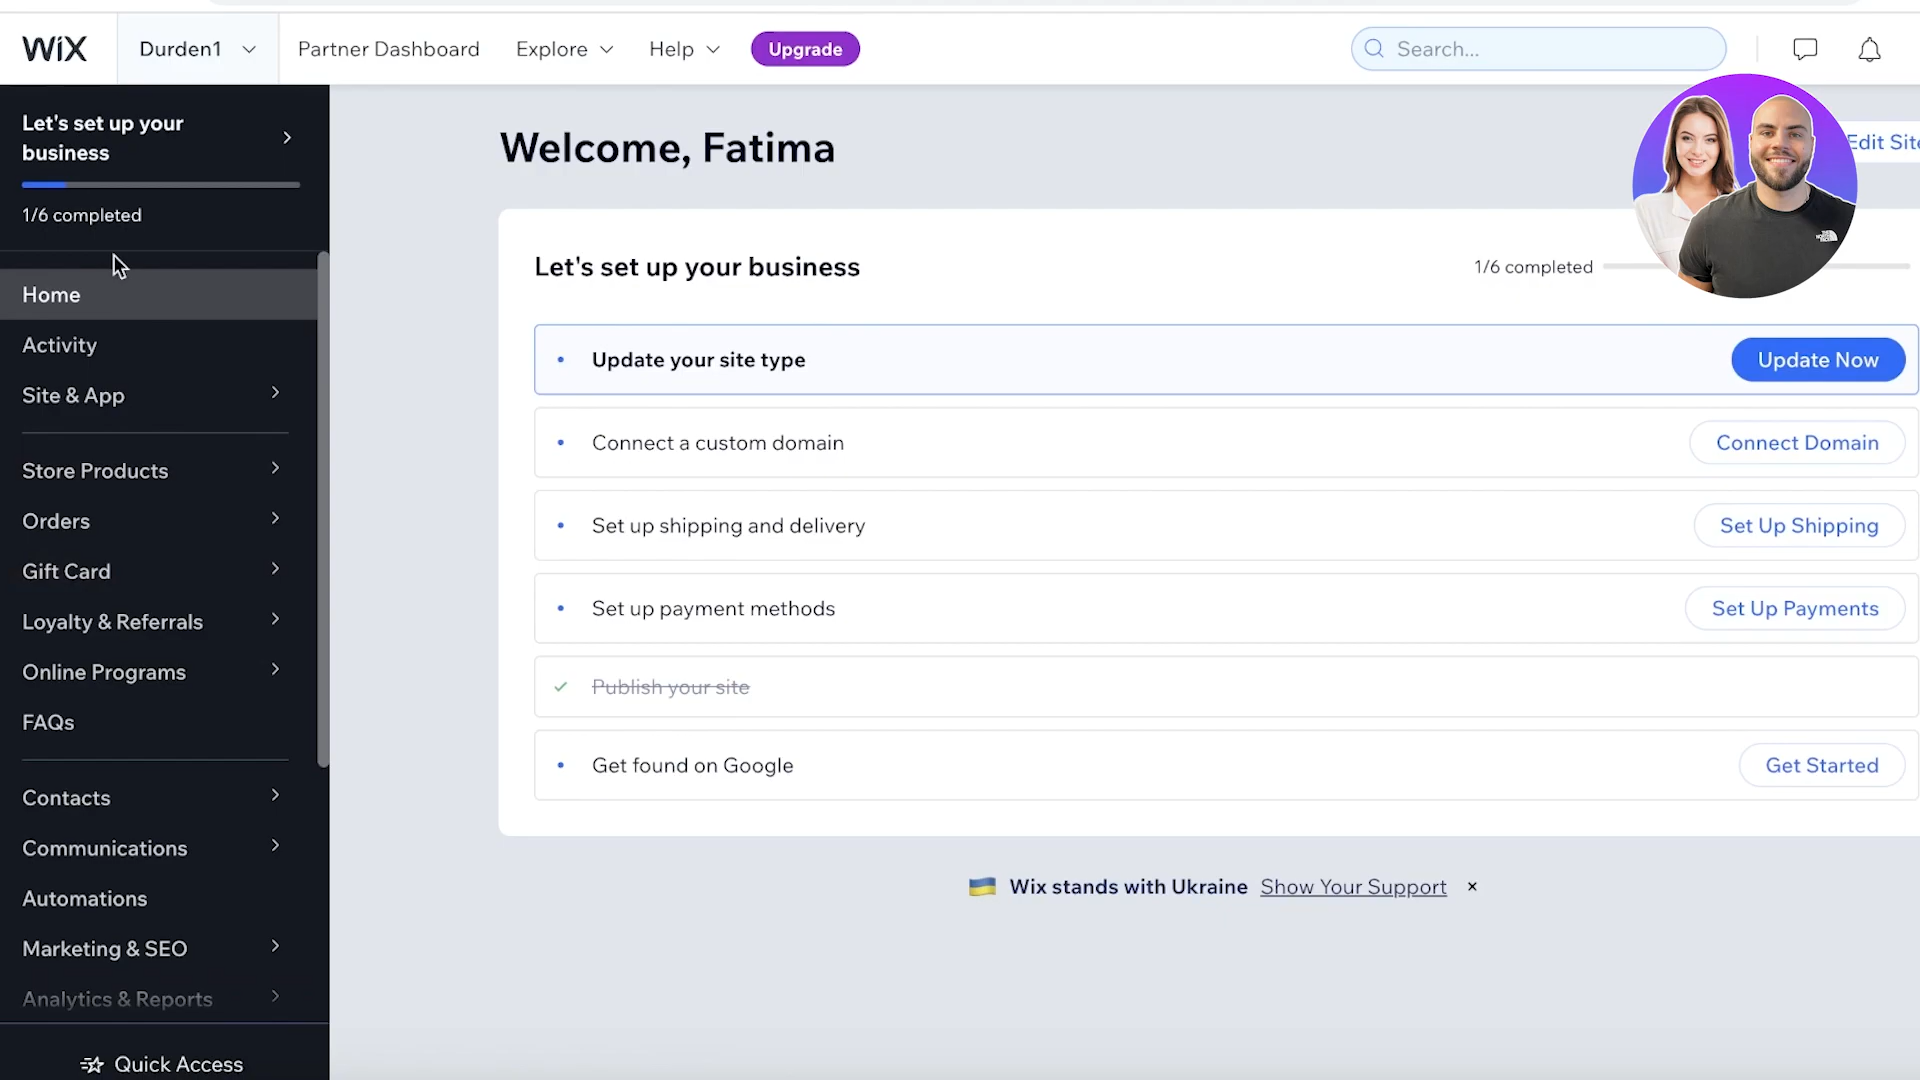 WiX
Durden1
Partner Dashboard
Explore
Help
Upgrade
Search...
Let's set up your
business
1/6 completed
Home
Activity
Site & App
Store Products
Orders
Gift Card
Loyalty & Referrals
Online Programs
FAQs
Contacts
Communications
Automations
Marketing & SEO
Analytics & Reports
Quick Access
Welcome, Fatima
Edit Site
Let's set up your business
1/6 completed
Update your site type
Update Now
Connect a custom domain
Connect Domain
Set up shipping and delivery
Set Up Shipping
Set up payment methods
Set Up Payments
Publish your site
Get found on Google
Get Started
Wix stands with Ukraine Show Your Support